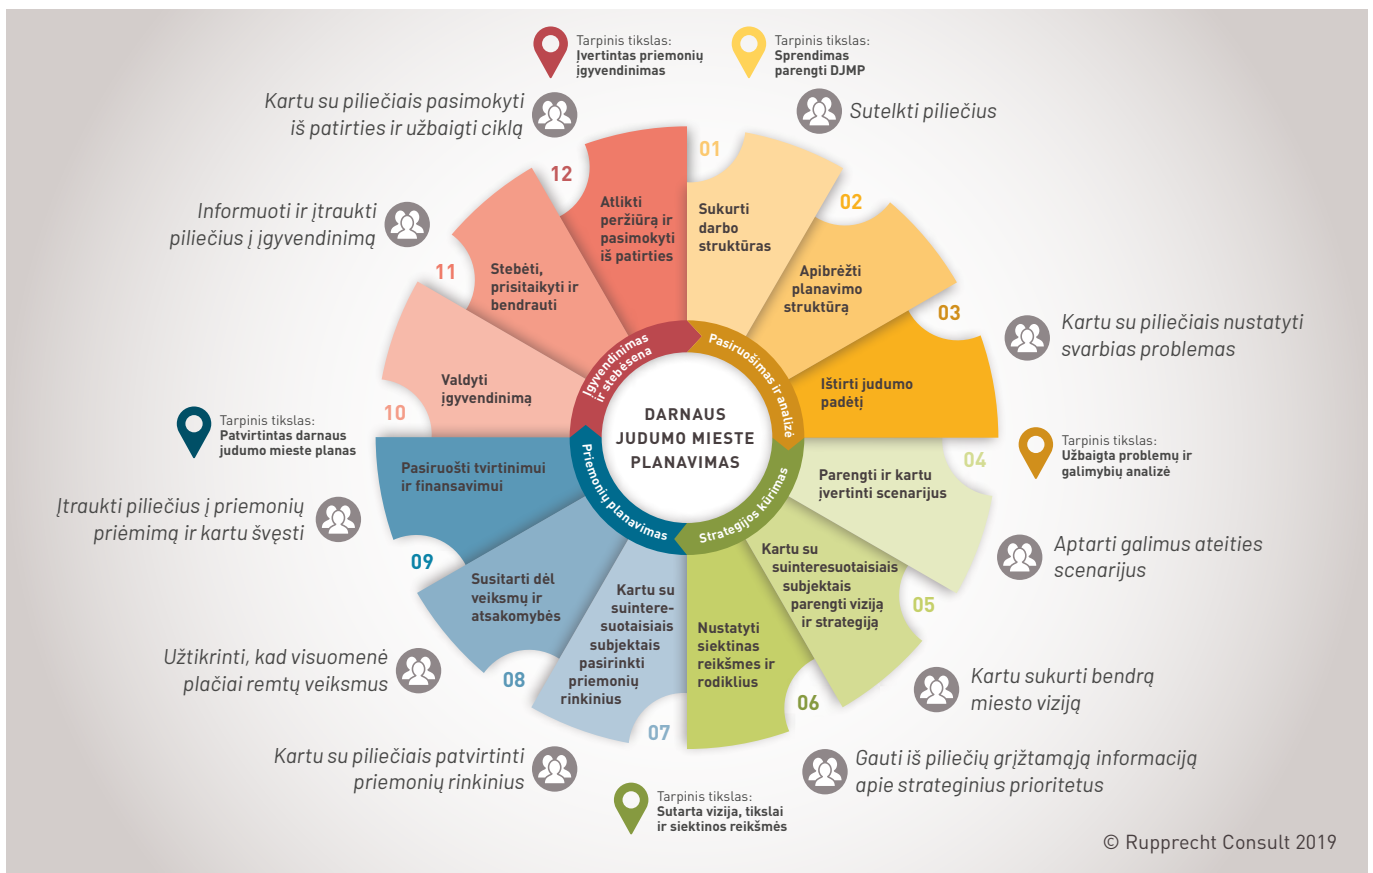 Tarpinis tikslas:
Įvertintas priemonių
įgyvendinimas
Tarpinis tikslas:
Sprendimas
parengti DJMP
Kartu su piliečiais pasimokyti
iš patirties ir užbaigti ciklą
Sutelkti piliečius
01
Sukurti
darbo
struktūras
02
Apibrėžti
planavimo
struktūrą
03
Ištirti judumo
padėtį
Kartu su piliečiais nustatyti
svarbias problemas
Tarpinis tikslas:
Užbaigta problemų ir
galimybių analizė
04
Parengti ir kartu
įvertinti scenarijus
Aptarti galimus ateities
scenarijus
05
Kartu su
suinteresuotaisiais
subjektais
parengti viziją
ir strategiją
Kartu sukurti bendrą
miesto viziją
06
Nustatyti
siektinas
reikšmes ir
rodiklius
Gauti iš piliečių grįžtamąją informaciją
apie strateginius prioritetus
Tarpinis tikslas:
Sutarta vizija, tikslai
ir siektinos reikšmės
07
Kartu su
suintere-
suotaisiais
subjektais
pasirinkti
priemonių
rinkinius
Kartu su piliečiais patvirtinti
priemonių rinkinius
08
Susitarti dėl
veiksmų ir
atsakomybės
Užtikrinti, kad visuomenė
plačiai remtų veiksmus
09
Pasiruošti tvirtinimui
ir finansavimui
Įtraukti piliečius į priemonių
priėmimą ir kartu švęsti
Tarpinis tikslas:
Patvirtintas darnaus
judumo mieste planas
10
Valdyti
įgyvendinimą
11
Stebėti,
prisitaikyti ir
bendrauti
Informuoti ir įtraukti
piliečius į įgyvendinimą
12
Atlikti
peržiūrą ir
pasimokyti
iš patirties
Pasiruošimas ir analizė
Strategijos kūrimas
Priemonių planavimas
Įgyvendinimas
ir stebėsena
DARNAUS
JUDUMO MIESTE
PLANAVIMAS
© Rupprecht Consult 2019